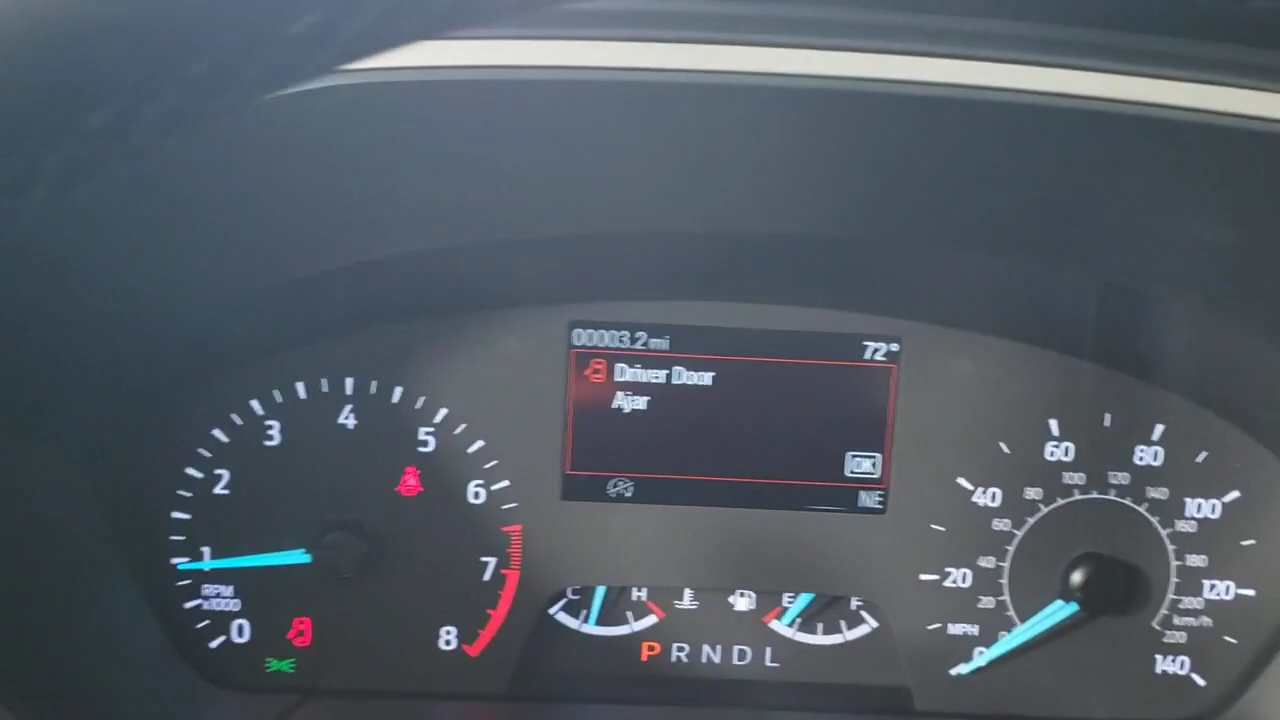 00003.2 mi 72°
Driver Door
Ajar
OK
NE
0 1 2 3 4 5 6 7 8
RPM
x1000
C H E F
P R N D L
0 20 40 60 80 100 120 140
MPH
0 20 40 60 80 100 120 140 160 180 200 220
km/h